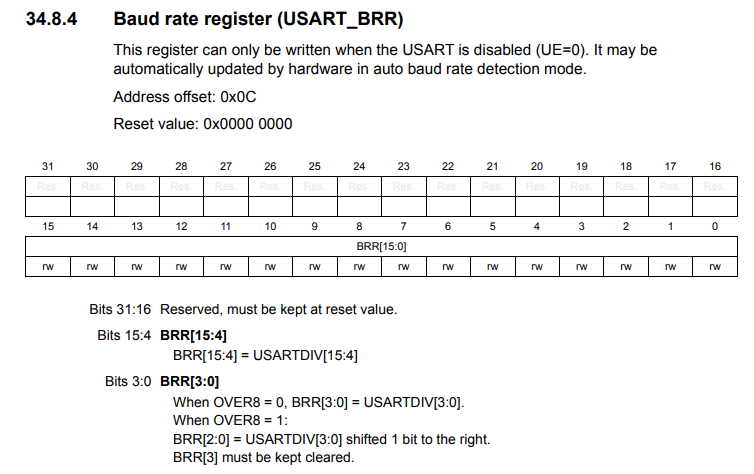 34.8.4 Baud rate register (USART_BRR)
This register can only be written when the USART is disabled (UE=0). It may be
automatically updated by hardware in auto baud rate detection mode.
Address offset: 0x0C
Reset value: 0x0000 0000
31 30 29 28 27 26 25 24 23 22 21 20 19 18 17 16
Res. Res. Res. Res. Res. Res. Res. Res. Res. Res. Res. Res. Res. Res. Res. Res.
15 14 13 12 11 10 9 8 7 6 5 4 3 2 1 0
BRR[15:0]
rw rw rw rw rw rw rw rw rw rw rw rw rw rw rw rw
Bits 31:16 Reserved, must be kept at reset value.
Bits 15:4 BRR[15:4]
BRR[15:4] = USARTDIV[15:4]
Bits 3:0 BRR[3:0]
When OVER8 = 0, BRR[3:0] = USARTDIV[3:0].
When OVER8 = 1:
BRR[2:0] = USARTDIV[3:0] shifted 1 bit to the right.
BRR[3] must be kept cleared.